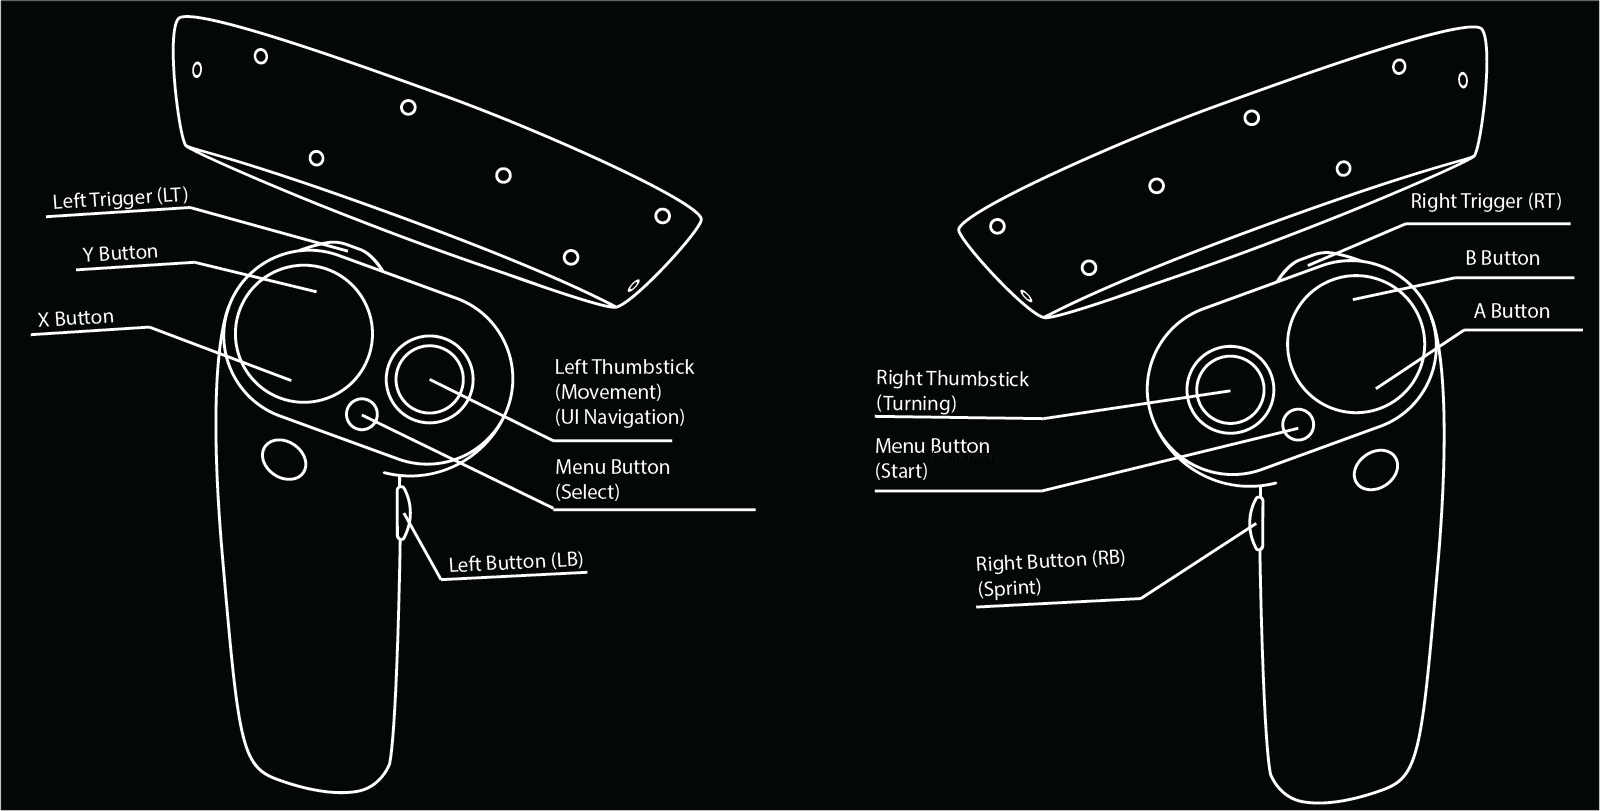 Left Trigger (LT)
Y Button
X Button
Left Thumbstick
(Movement)
(UI Navigation)
Menu Button
(Select)
Left Button (LB)
Right Trigger (RT)
B Button
A Button
Right Thumbstick
(Turning)
Menu Button
(Start)
Right Button (RB)
(Sprint)